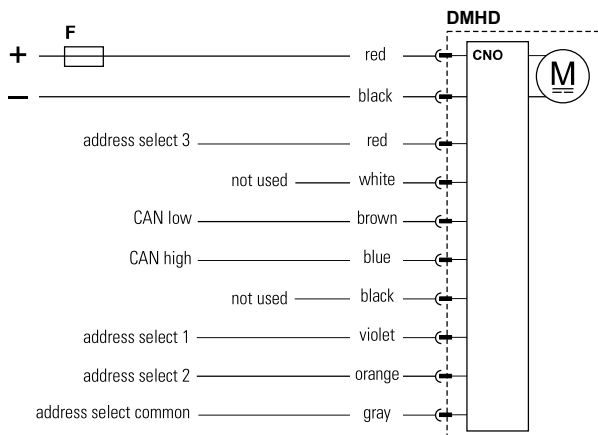 DMHD
F
+ red CNO
M
− black
address select 3 red
not used white
CAN low brown
CAN high blue
not used black
address select 1 violet
address select 2 orange
address select common gray